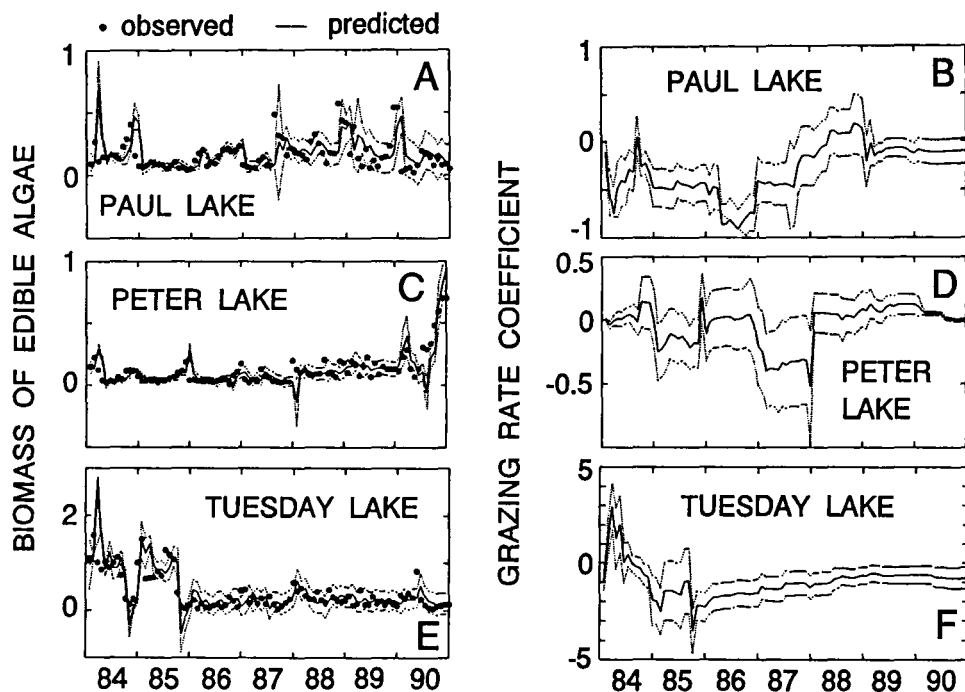 observed predicted
BIOMASS OF EDIBLE ALGAE
1
0
A
PAUL LAKE
1
0
C
PETER LAKE
2
0
TUESDAY LAKE
E
84 85 86 87 88 89 90
GRAZING RATE COEFFICIENT
1
0
-1
PAUL LAKE
B
0.5
0
-0.5
D
PETER
LAKE
5
0
-5
TUESDAY LAKE
F
84 85 86 87 88 89 90